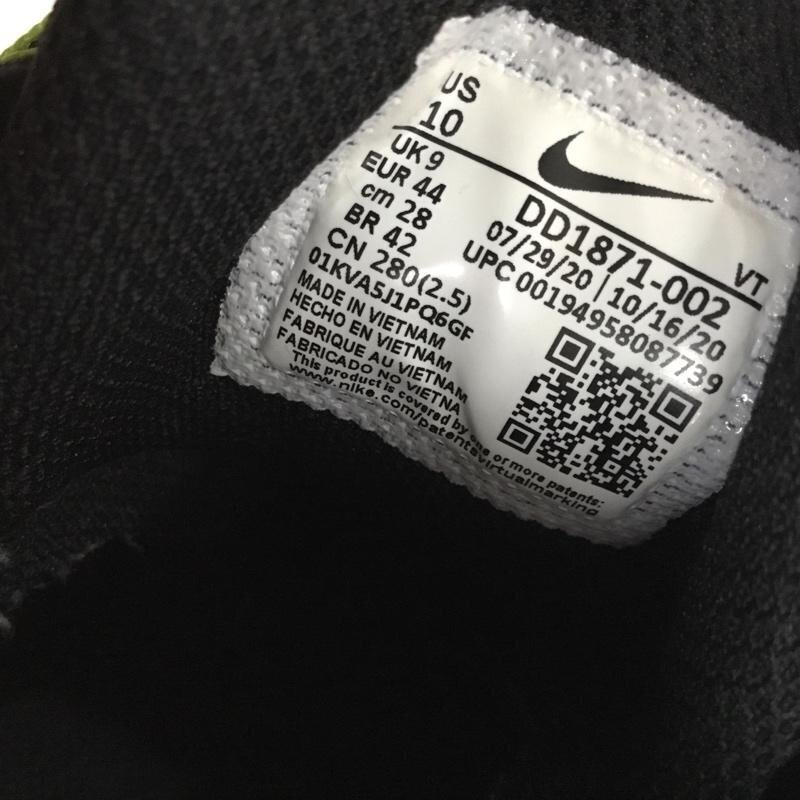 US
10
UK 9
EUR 44
cm 28
BR 42
CN 280(2.5)
01KVA5J1PQ6GF
MADE IN VIETNAM
HECHO EN VIETNAM
FABRIQUE AU VIETNAM
FABRICADO NO VIETNA
This product is covered by one or more patents:
www.nike.com/patentsvirtualmarking
VT
DD1871-002
07/29/20 | 10/16/20
UPC 00194958087739